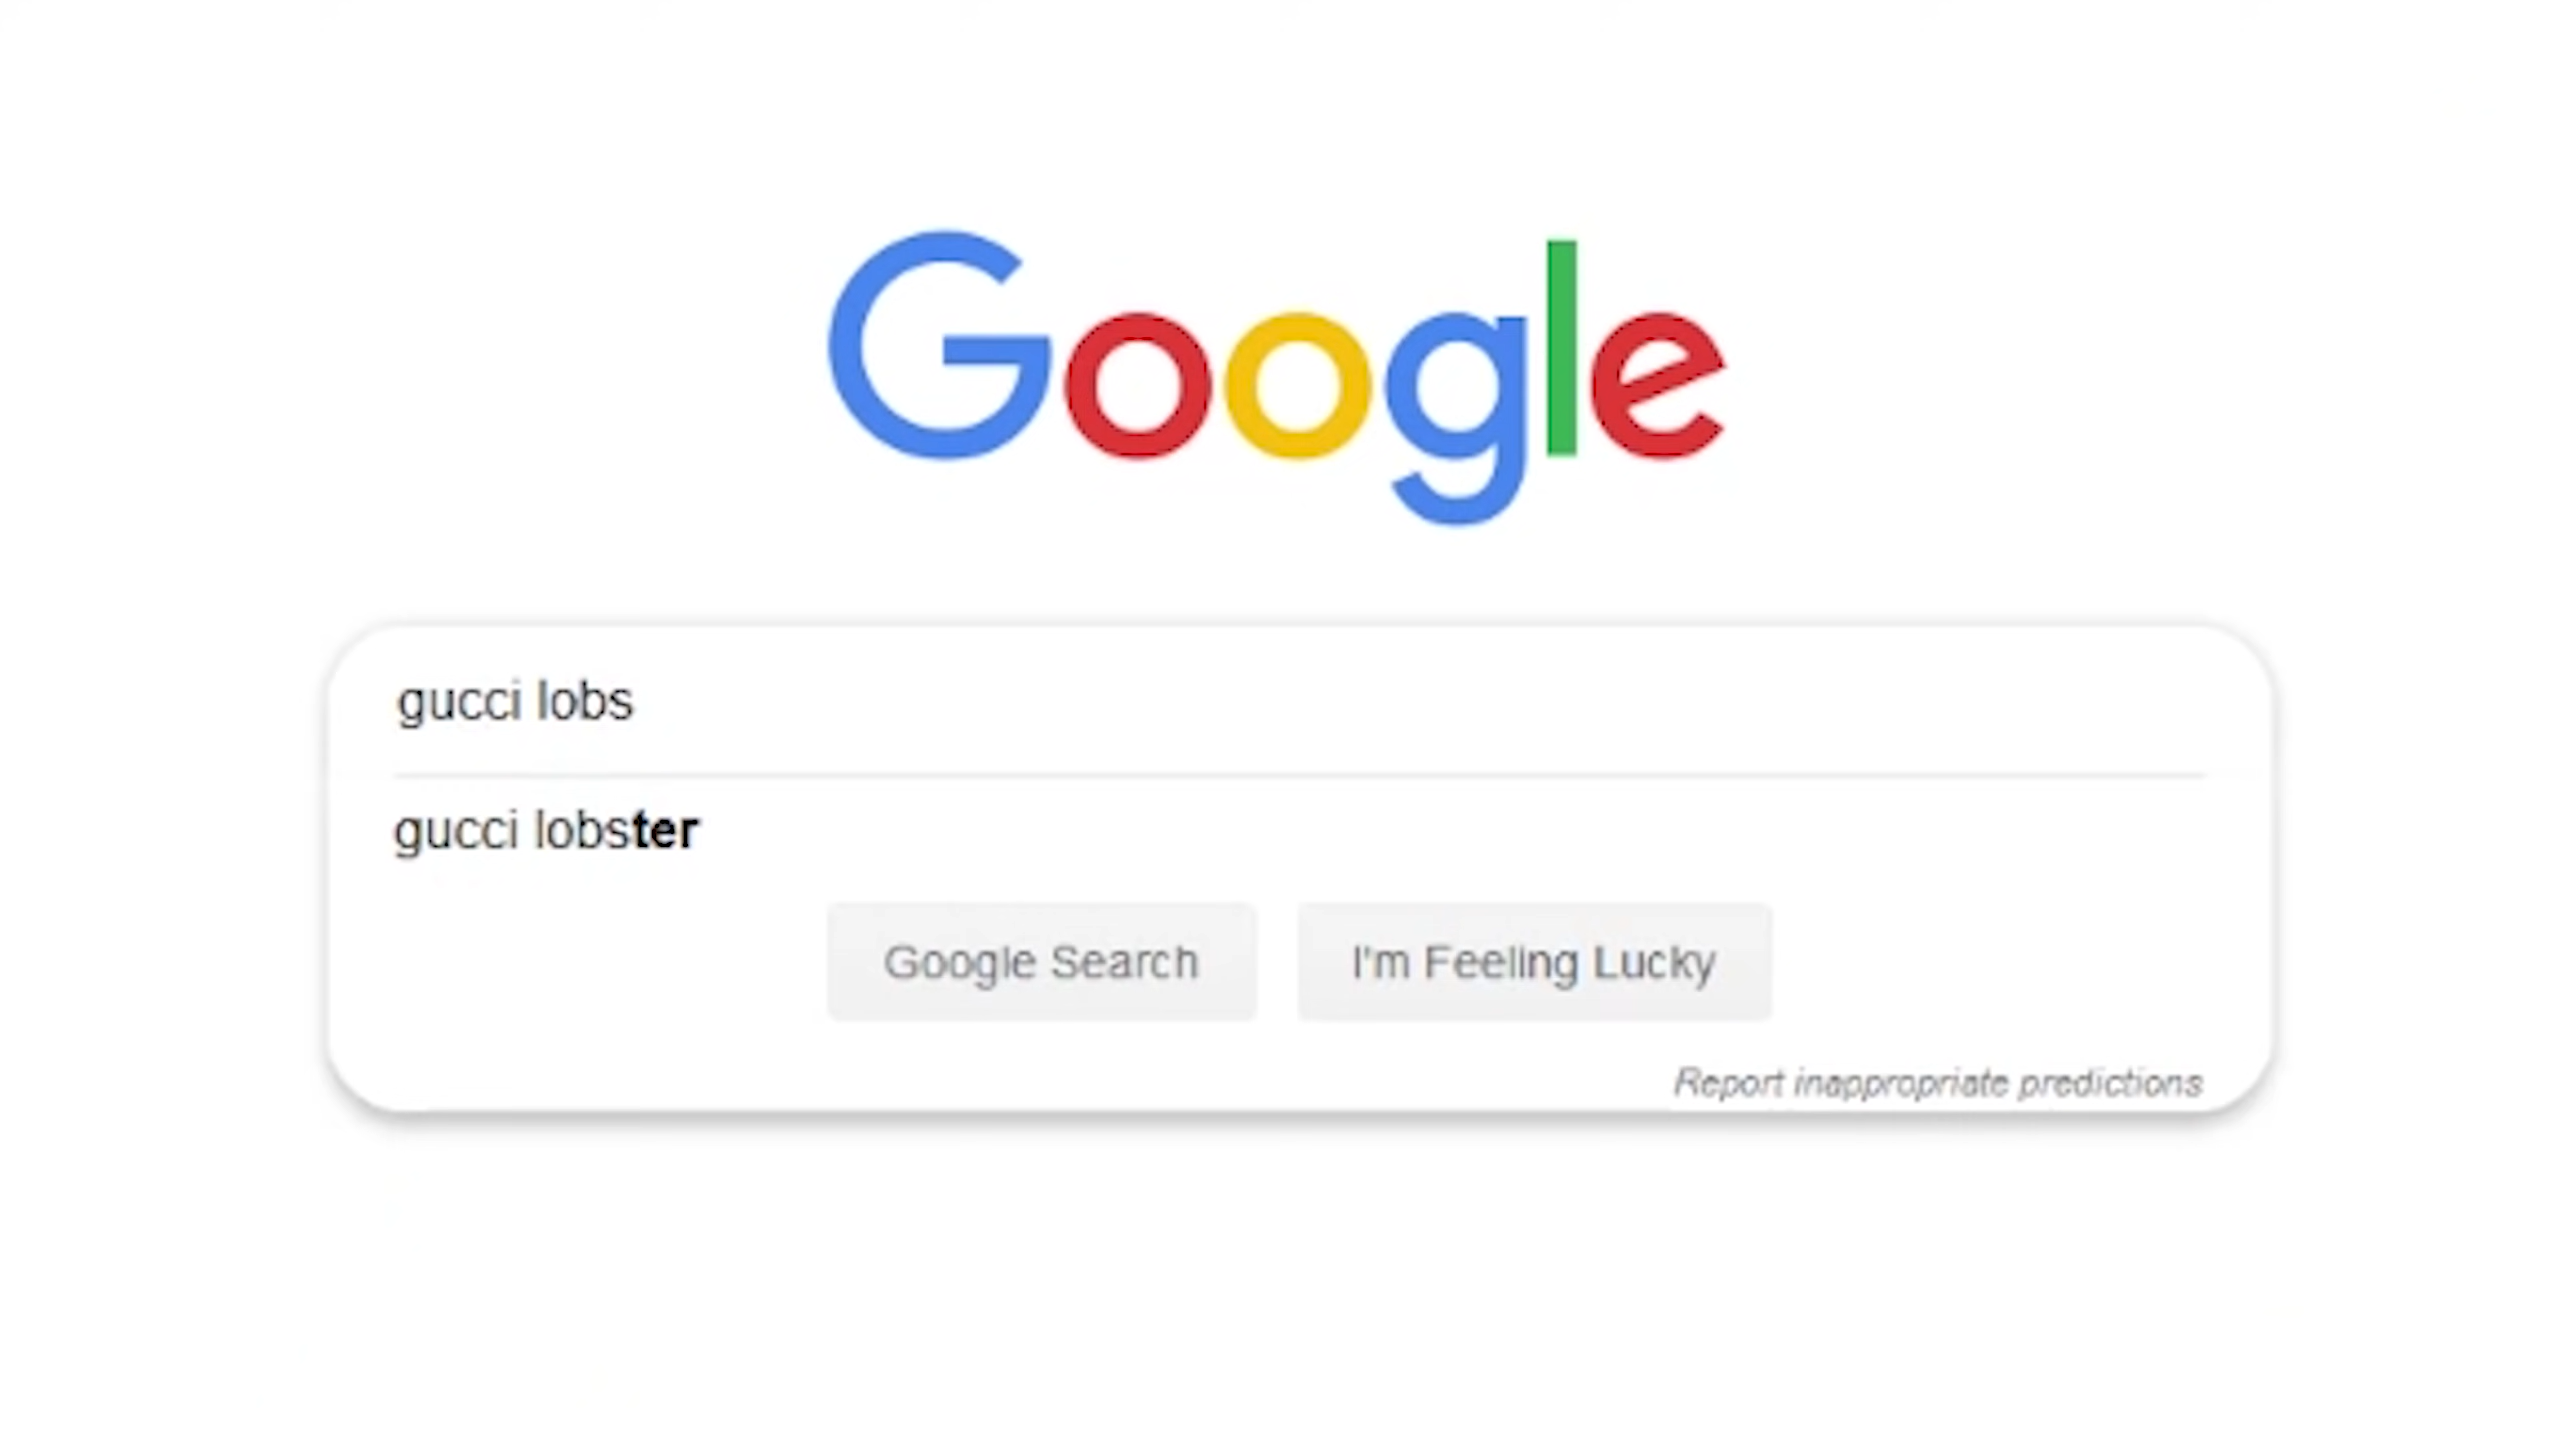 Google
gucci lobs
gucci lobster
Google Search
I'm Feeling Lucky
Report inappropriate predictions